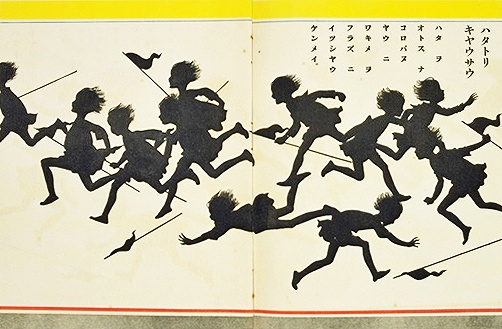 ハタトリ
キヤウサウ
ハタ ヲ
オトス ナ
コロバヌ
ヤウ ニ
ワキメ ヲ
フラズ ニ
イツシヤウ
ケンメイ